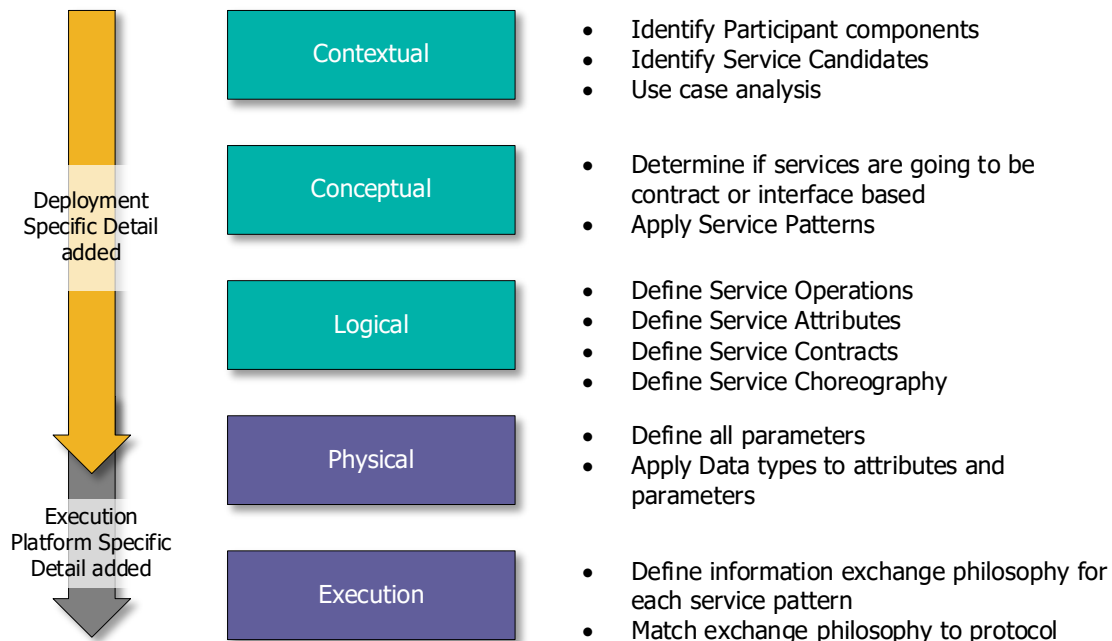 Contextual
• Identify Participant components
• Identify Service Candidates
• Use case analysis
Deployment
Specific Detail
added
Conceptual
• Determine if services are going to be
contract or interface based
• Apply Service Patterns
Logical
• Define Service Operations
• Define Service Attributes
• Define Service Contracts
• Define Service Choreography
Physical
• Define all parameters
• Apply Data types to attributes and
parameters
Execution
Platform Specific
Detail added
Execution
• Define information exchange philosophy for
each service pattern
• Match exchange philosophy to protocol